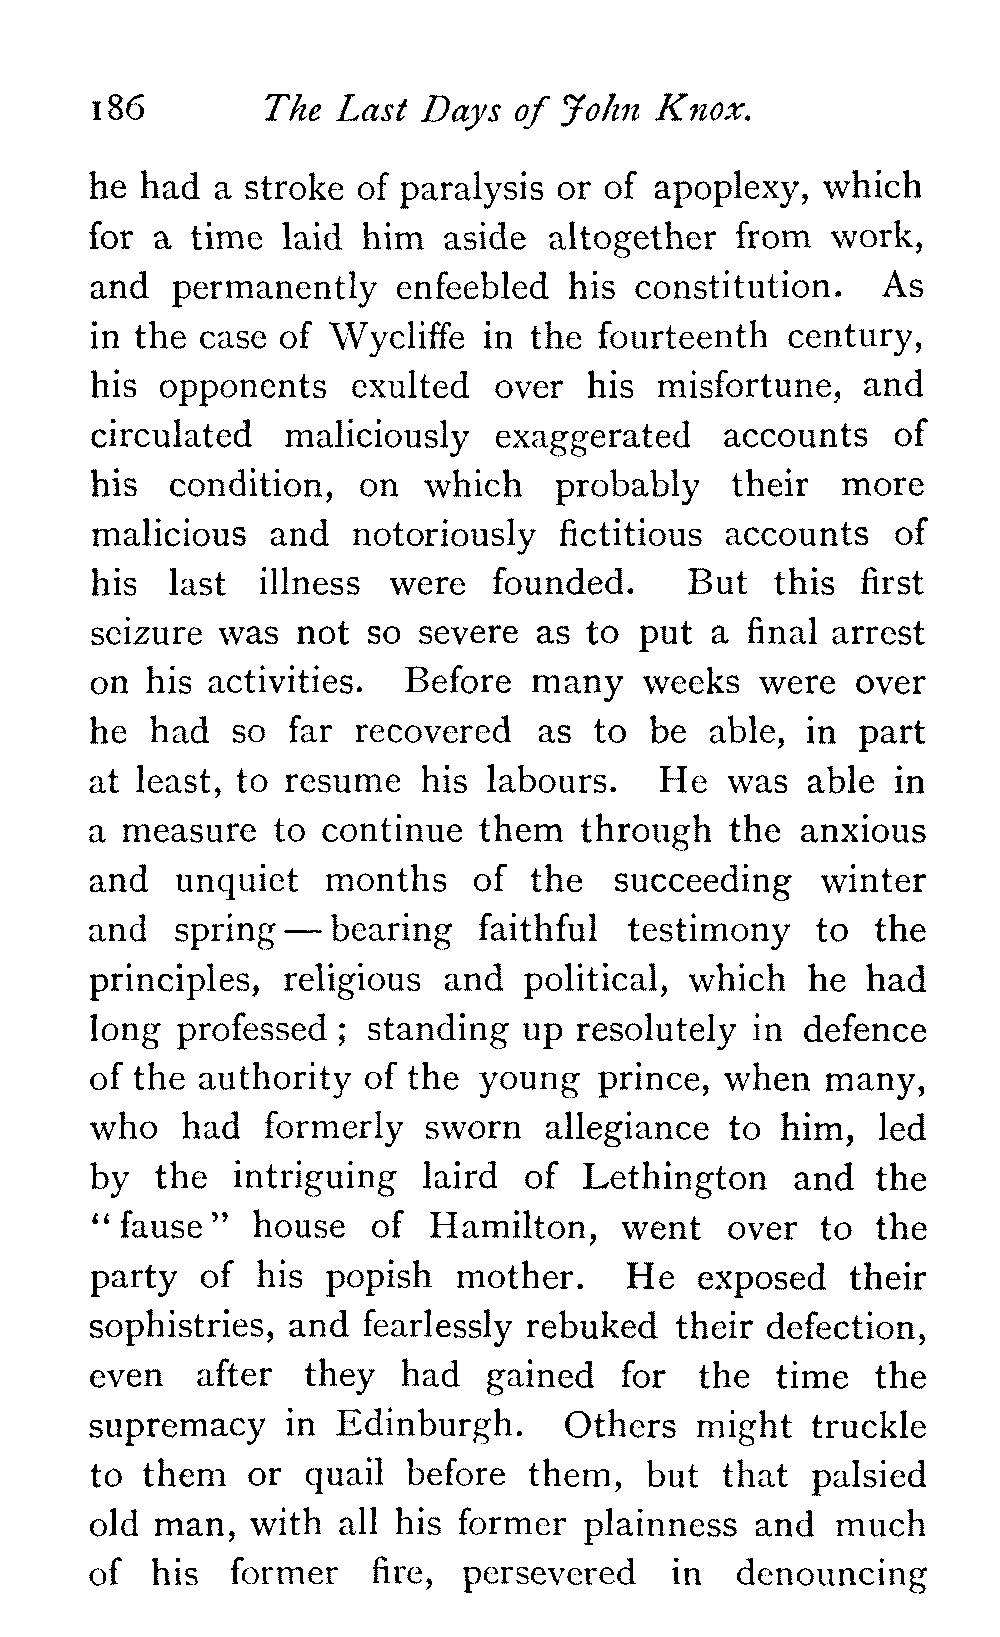 186 The Last Days of John Knox.
he had a stroke of paralysis or of apoplexy, which
for a time laid him aside altogether from work,
and permanently enfeebled his constitution. As
in the case of Wycliffe in the fourteenth century,
his opponents exulted over his misfortune, and
circulated maliciously exaggerated accounts of
his condition, on which probably their more
malicious and notoriously fictitious accounts of
his last illness were founded. But this first
seizure was not so severe as to put a final arrest
on his activities. Before many weeks were over
he had so far recovered as to be able, in part
at least, to resume his labours. He was able in
a measure to continue them through the anxious
and unquiet months of the succeeding winter
and spring — bearing faithful testimony to the
principles, religious and political, which he had
long professed ; standing up resolutely in defence
of the authority of the young prince, when many,
who had formerly sworn allegiance to him, led
by the intriguing laird of Lethington and the
“ fause ” house of Hamilton, went over to the
party of his popish mother. He exposed their
sophistries, and fearlessly rebuked their defection,
even after they had gained for the time the
supremacy in Edinburgh. Others might truckle
to them or quail before them, but that palsied
old man, with all his former plainness and much
of his former fire, persevered in denouncing